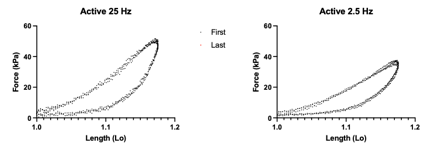 Active 25 Hz
60
40
20
0
Force (kPa)
1.0
1.1
1.2
Length (Lo)
First
Last
Active 2.5 Hz
60
40
20
0
Force (kPa)
1.0
1.1
1.2
Length (Lo)